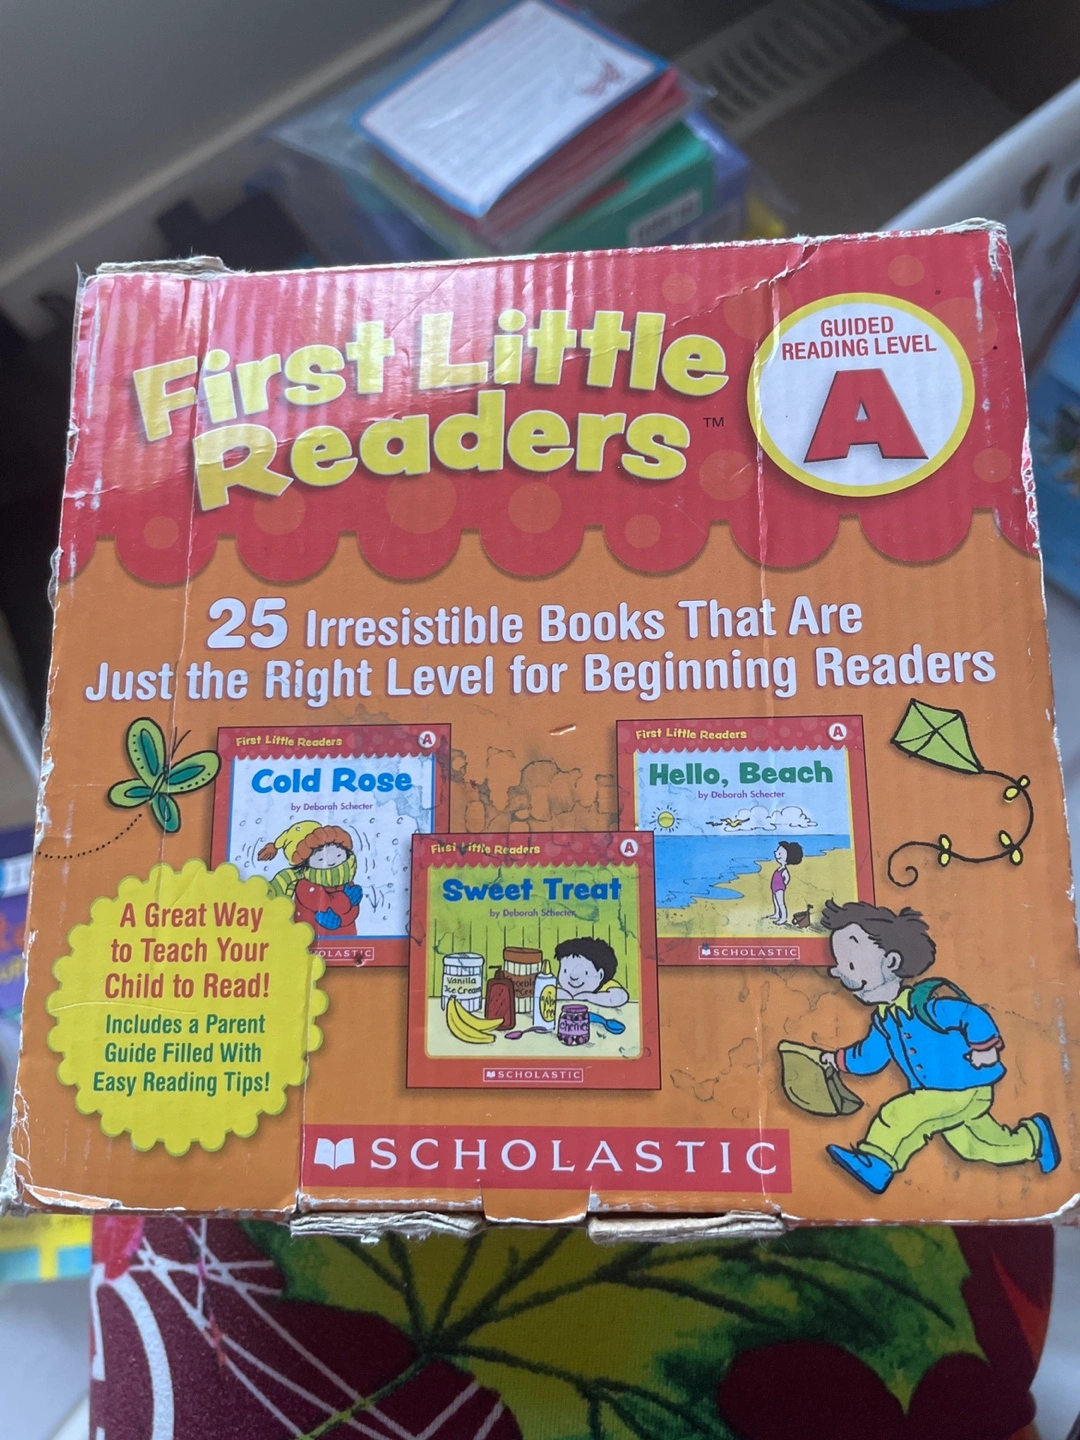 First Little
Readers™
GUIDED
READING LEVEL
A
25 Irresistible Books That Are
Just the Right Level for Beginning Readers
First Little Readers
A
Cold Rose
by Deborah Schecter
First Little Readers
A
Hello, Beach
by Deborah Schecter
SCHOLASTIC
First Little Readers
A
Sweet Treat
by Deborah Schecter
Vanilla
Ice Cream
SCHOLASTIC
A Great Way
to Teach Your
Child to Read!
Includes a Parent
Guide Filled With
Easy Reading Tips!
SCHOLASTIC